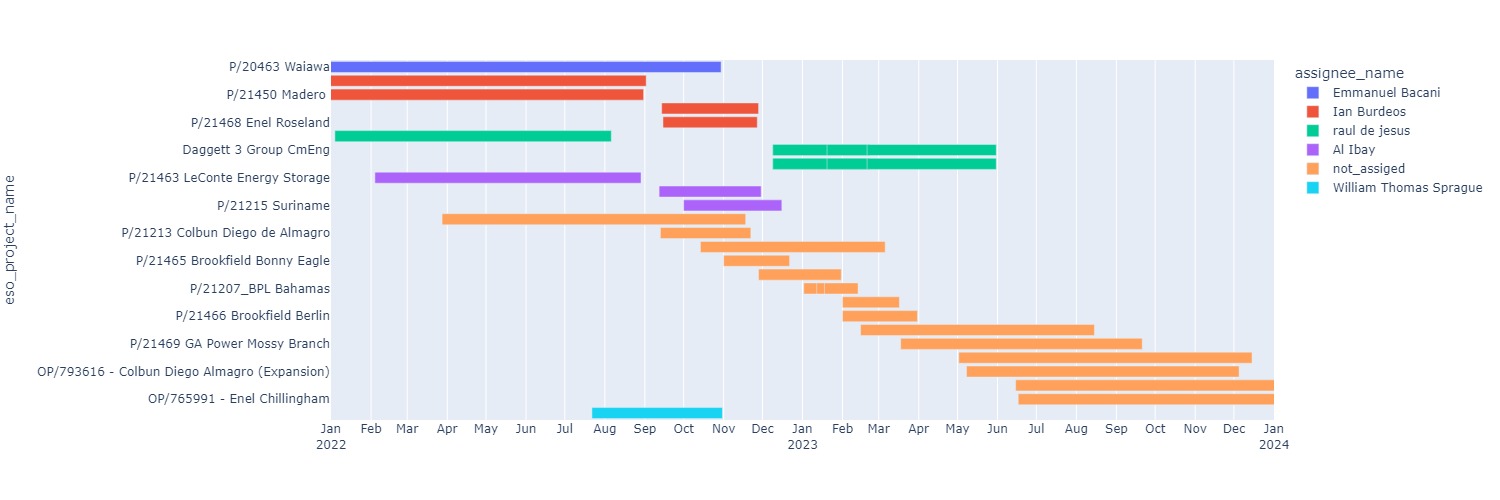 P/20463 Waiawa
P/21450 Madero
P/21468 Enel Roseland
Daggett 3 Group CmEng
P/21463 LeConte Energy Storage
P/21215 Suriname
P/21213 Colbun Diego de Almagro
P/21465 Brookfield Bonny Eagle
P/21207_BPL Bahamas
P/21466 Brookfield Berlin
P/21469 GA Power Mossy Branch
OP/793616 - Colbun Diego Almagro (Expansion)
OP/765991 - Enel Chillingham
eso_project_name
Jan Feb Mar Apr May Jun Jul Aug Sep Oct Nov Dec Jan Feb Mar Apr May Jun Jul Aug Sep Oct Nov Dec Jan
2022 2023 2024
assignee_name
Emmanuel Bacani
Ian Burdeos
raul de jesus
Al Ibay
not_assiged
William Thomas Sprague